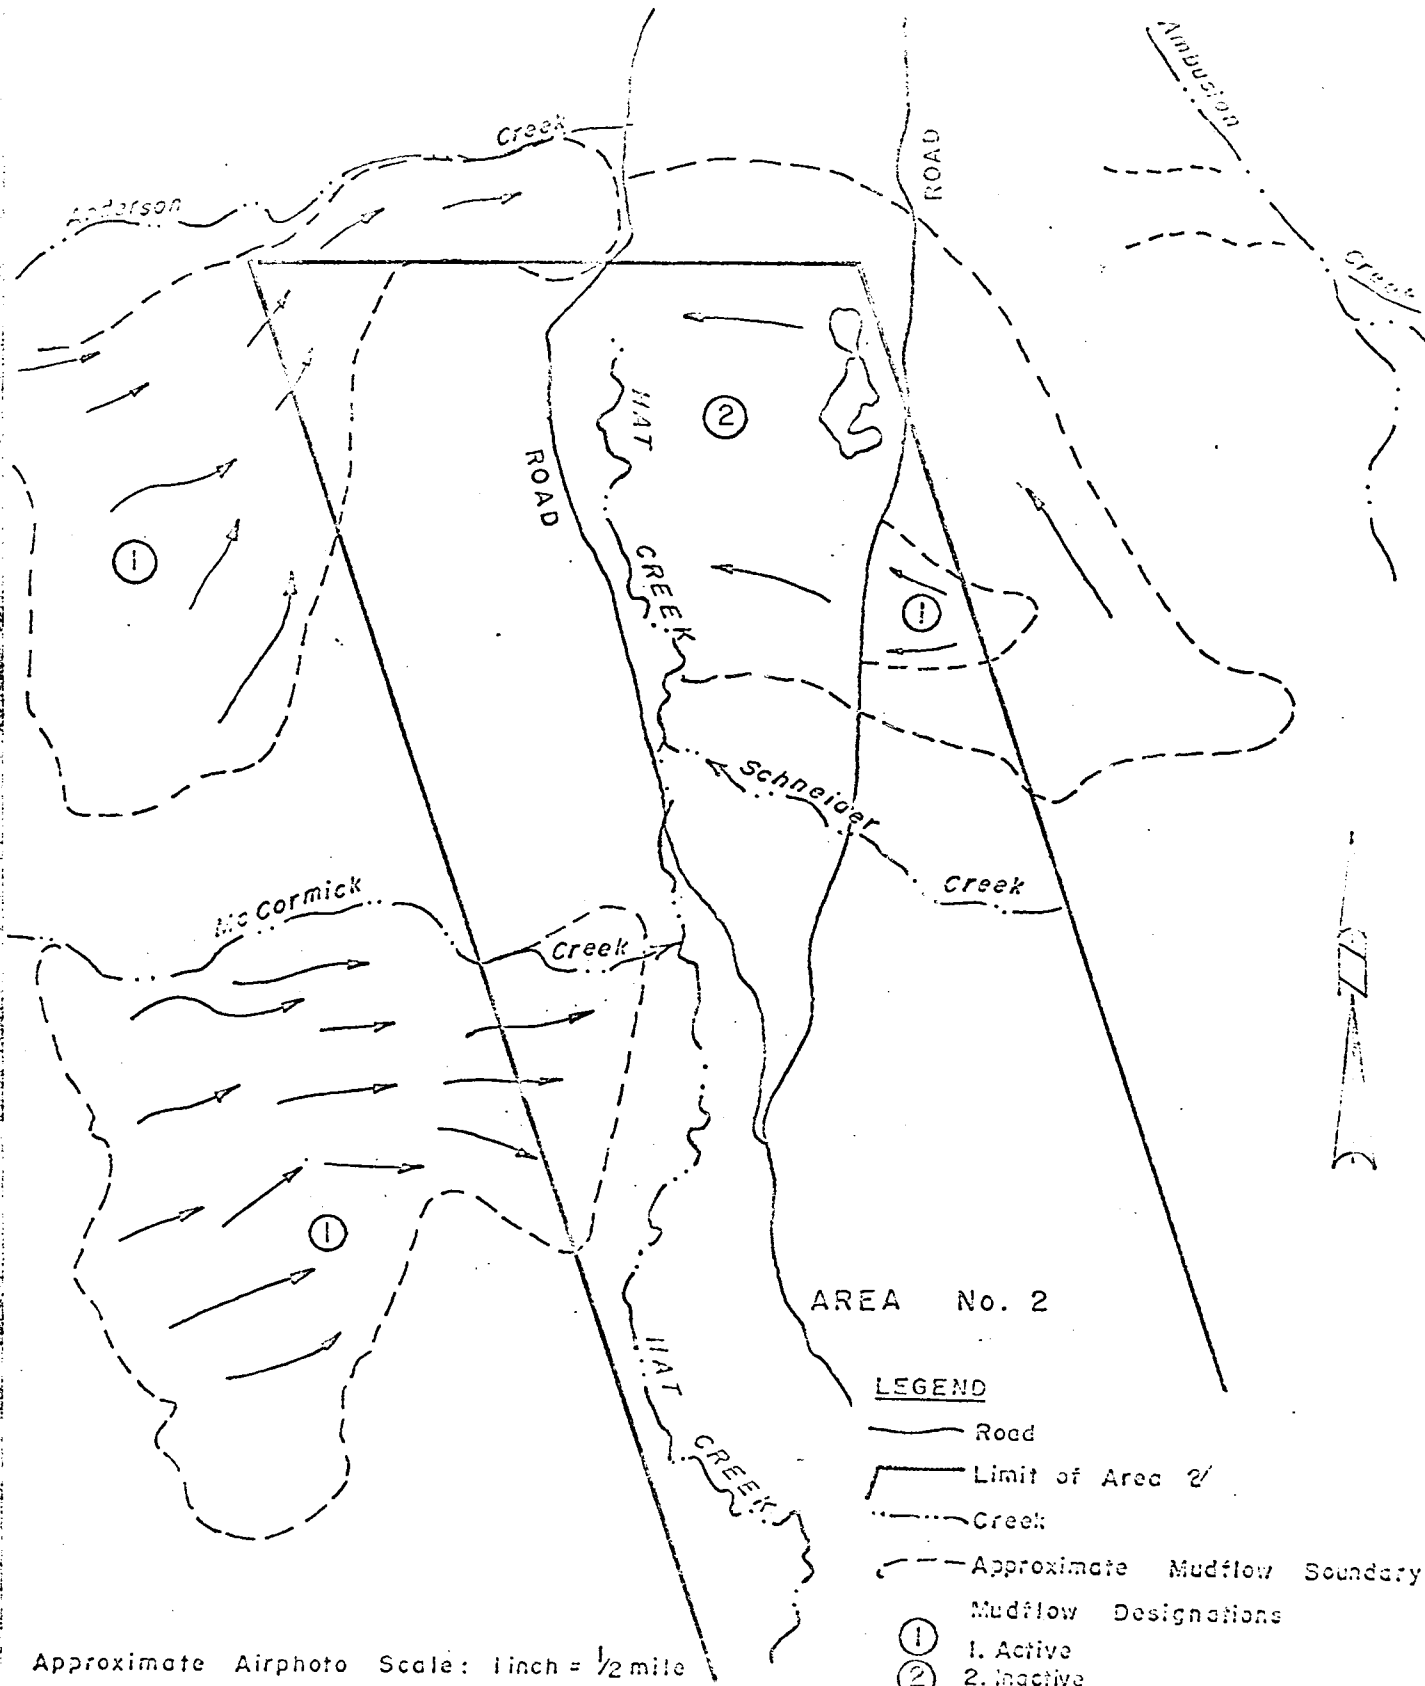 Ambusion
Creek
ROAD
Anderson
Creek
HAT
2
ROAD
1
CREEK
1
Schneider
Creek
McCormick
Creek
N
1
AREA No. 2
HAT
LEGEND
Road
CREEK
Limit of Area 2
Creek
Approximate Mudflow Boundary
Mudflow Designations
1 1. Active
Approximate Airphoto Scale: 1 inch = 1/2 mile
2 2. Inactive